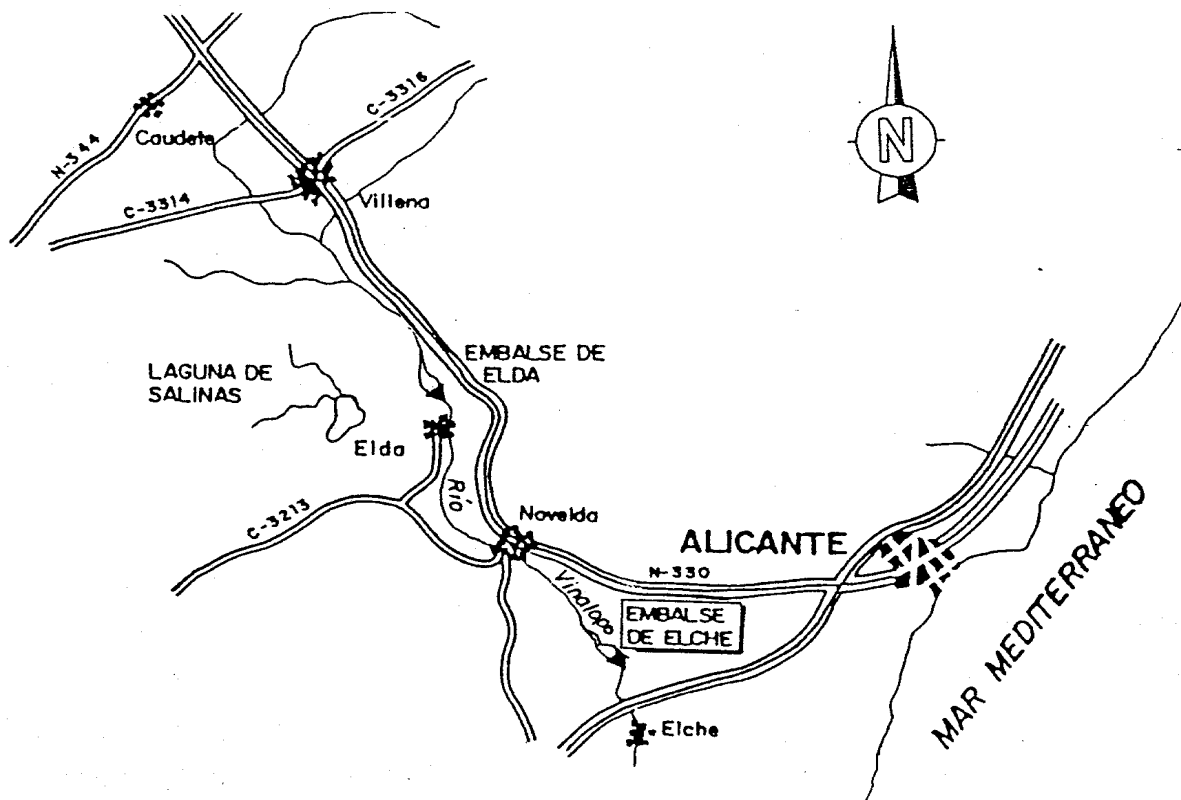 C-3316
N
Caudete
N-344
C-3314
Villena
EMBALSE DE
ELDA
LAGUNA DE
SALINAS
Elda
Río
C-3213
Novelda
ALICANTE
N-330
Vinalopo
EMBALSE
DE ELCHE
MAR MEDITERRANEO
Elche